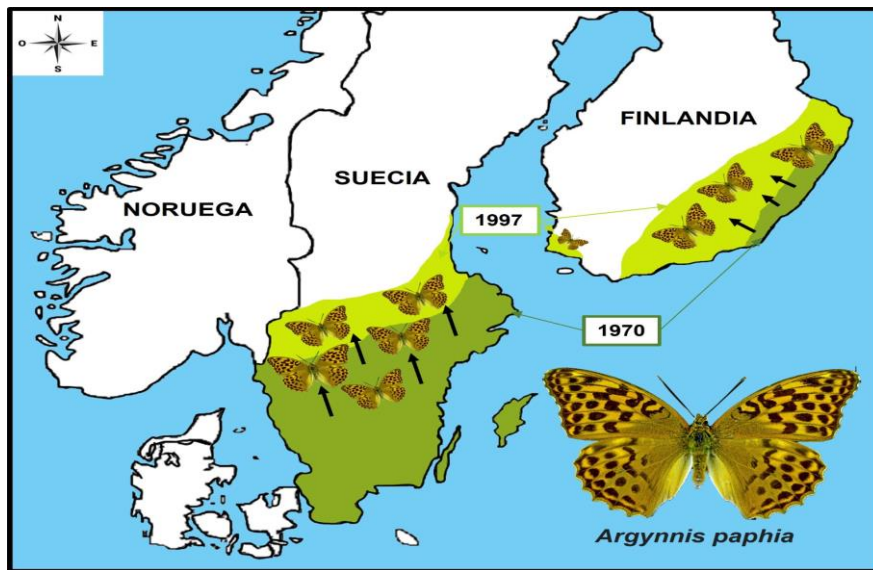 N
O
E
S
FINLANDIA
SUECIA
NORUEGA
1997
1970
Argynnis paphia